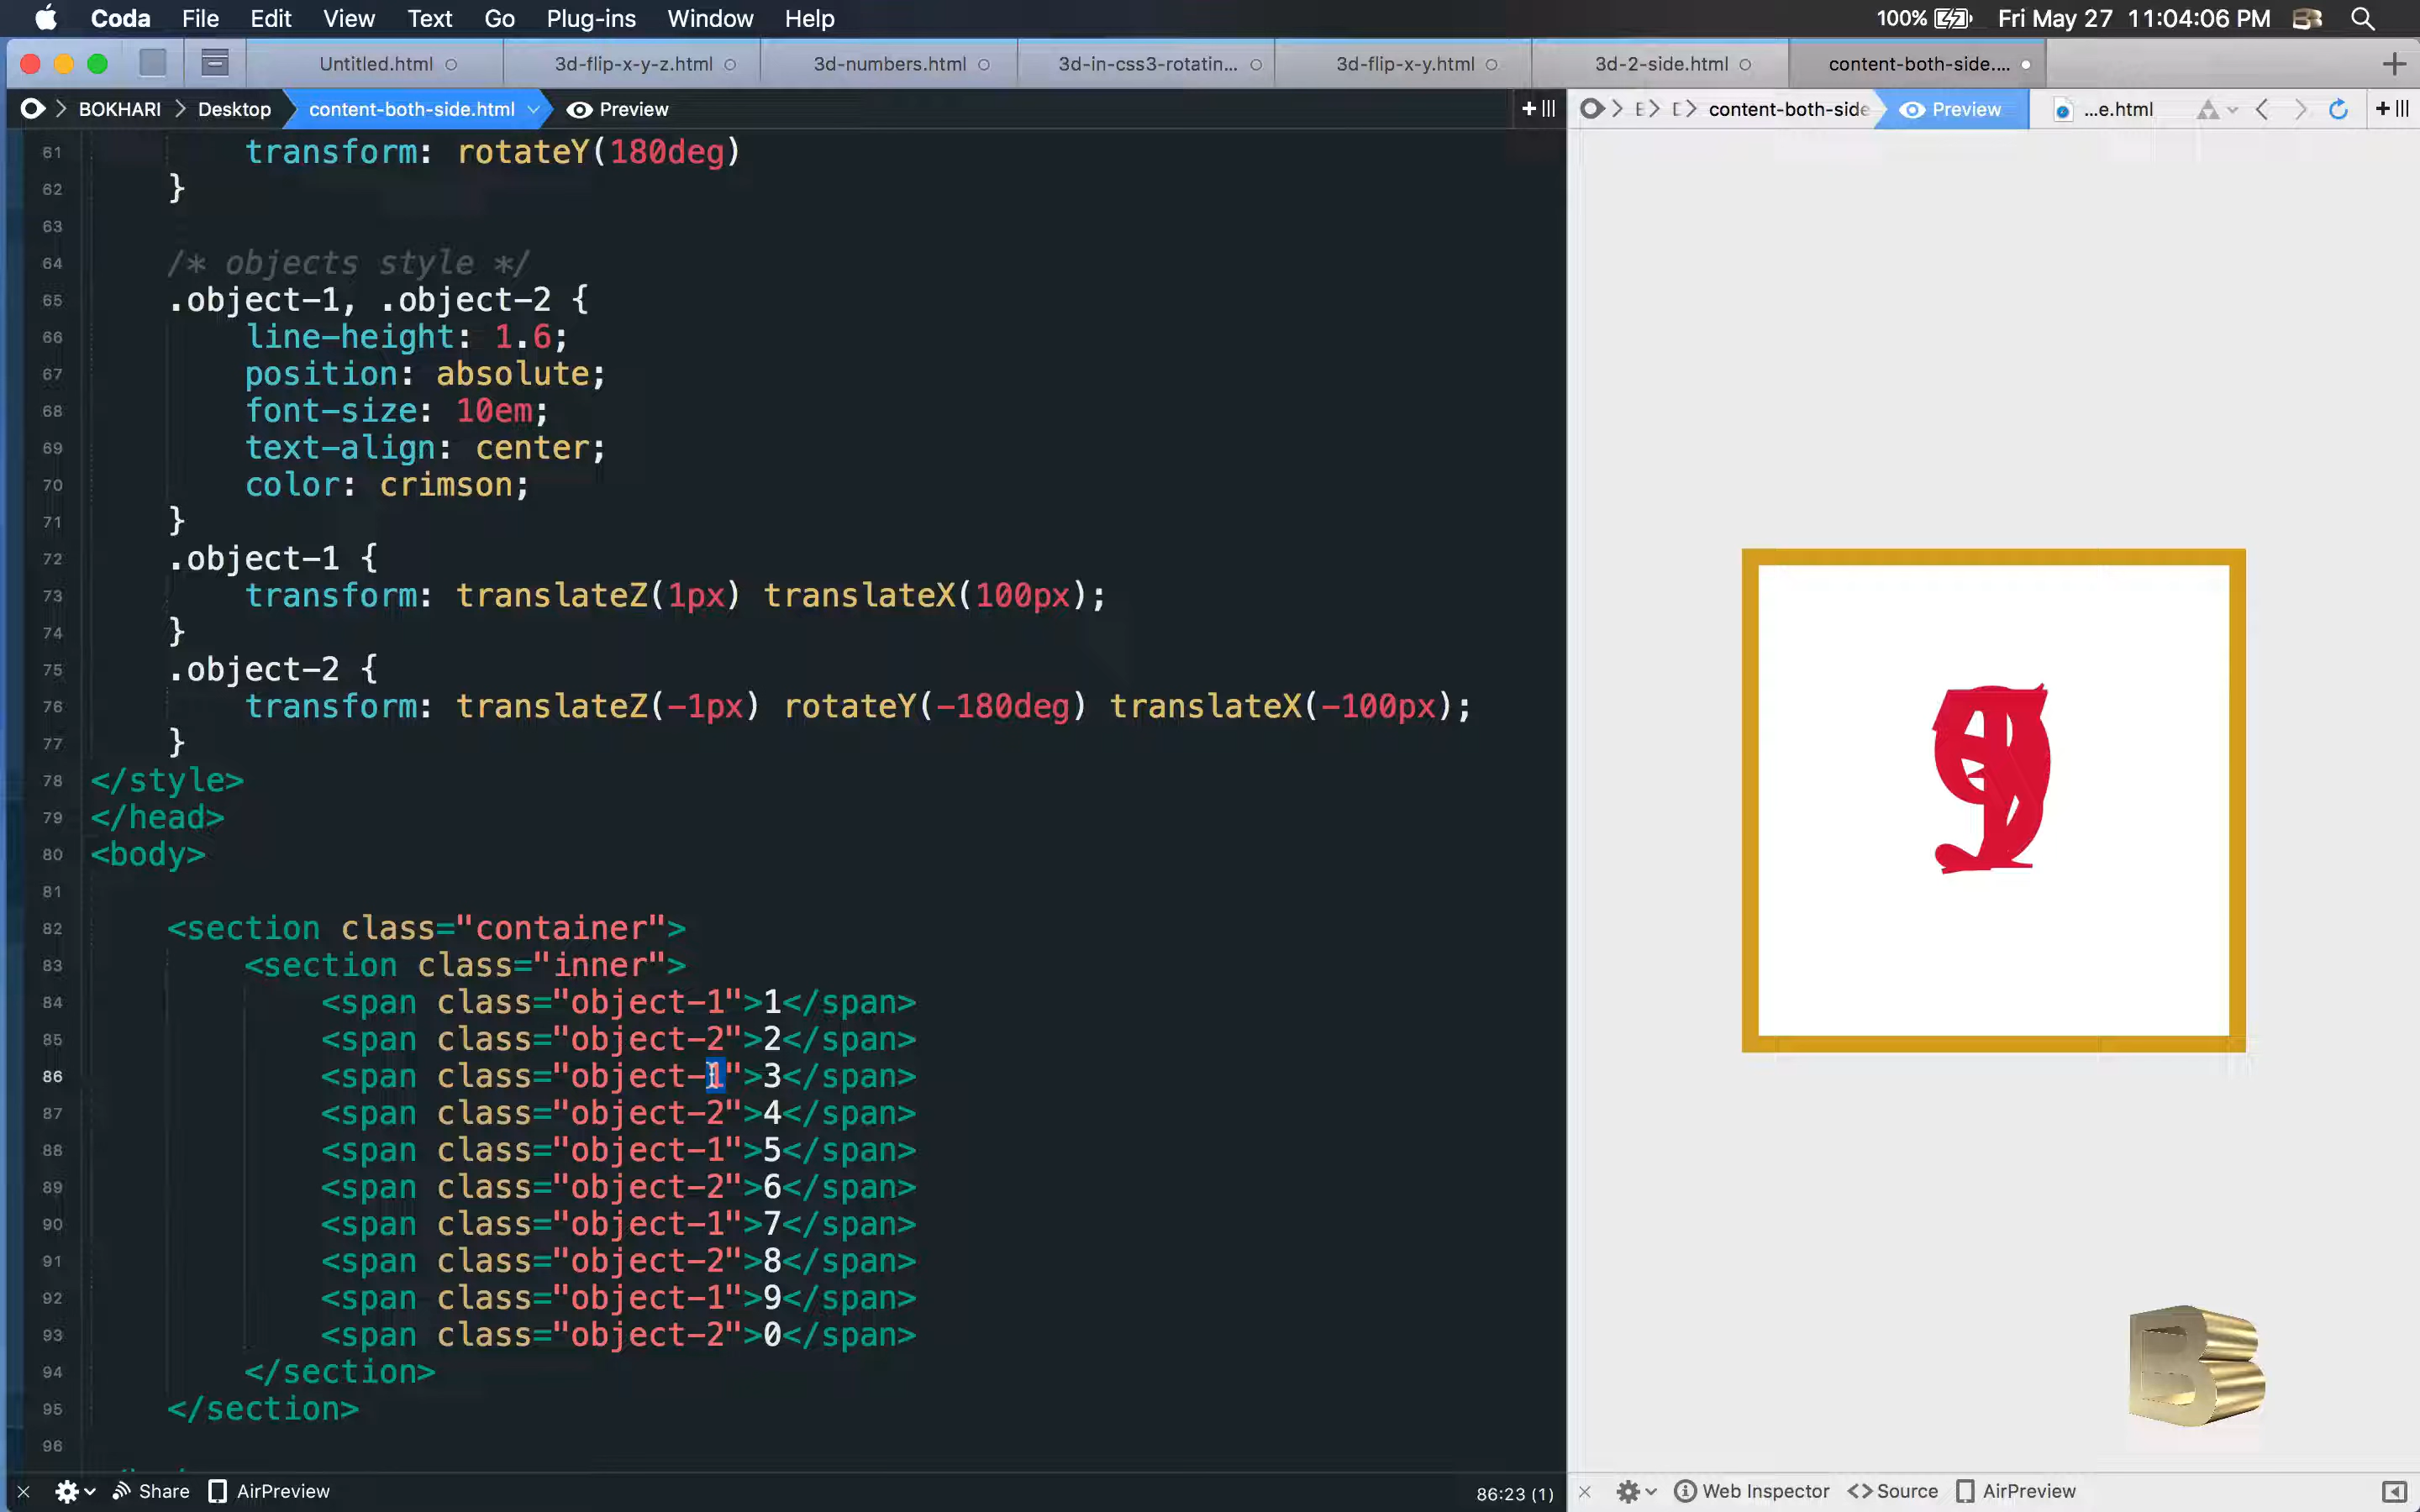 Coda File Edit View Text Go Plug-ins Window Help 100% Fri May 27 11:04:06 PM
Untitled.html 3d-flip-x-y-z.html 3d-numbers.html 3d-in-css3-rotatin... 3d-flip-x-y.html 3d-2-side.html content-both-side....
BOKHARI Desktop content-both-side.html Preview content-both-side Preview ...e.html
61 transform: rotateY(180deg)
62 }
63
64 /* objects style */
65 .object-1, .object-2 {
66 line-height: 1.6;
67 position: absolute;
68 font-size: 10em;
69 text-align: center;
70 color: crimson;
71 }
72 .object-1 {
73 transform: translateZ(1px) translateX(100px);
74 }
75 .object-2 {
76 transform: translateZ(-1px) rotateY(-180deg) translateX(-100px);
77 }
78 </style>
79 </head>
80 <body>
81
82 <section class="container">
83 <section class="inner">
84 <span class="object-1">1</span>
85 <span class="object-2">2</span>
86 <span class="object-1">3</span>
87 <span class="object-2">4</span>
88 <span class="object-1">5</span>
89 <span class="object-2">6</span>
90 <span class="object-1">7</span>
91 <span class="object-2">8</span>
92 <span class="object-1">9</span>
93 <span class="object-2">0</span>
94 </section>
95 </section>
96
B
Share AirPreview 86:23 (1) Web Inspector Source AirPreview